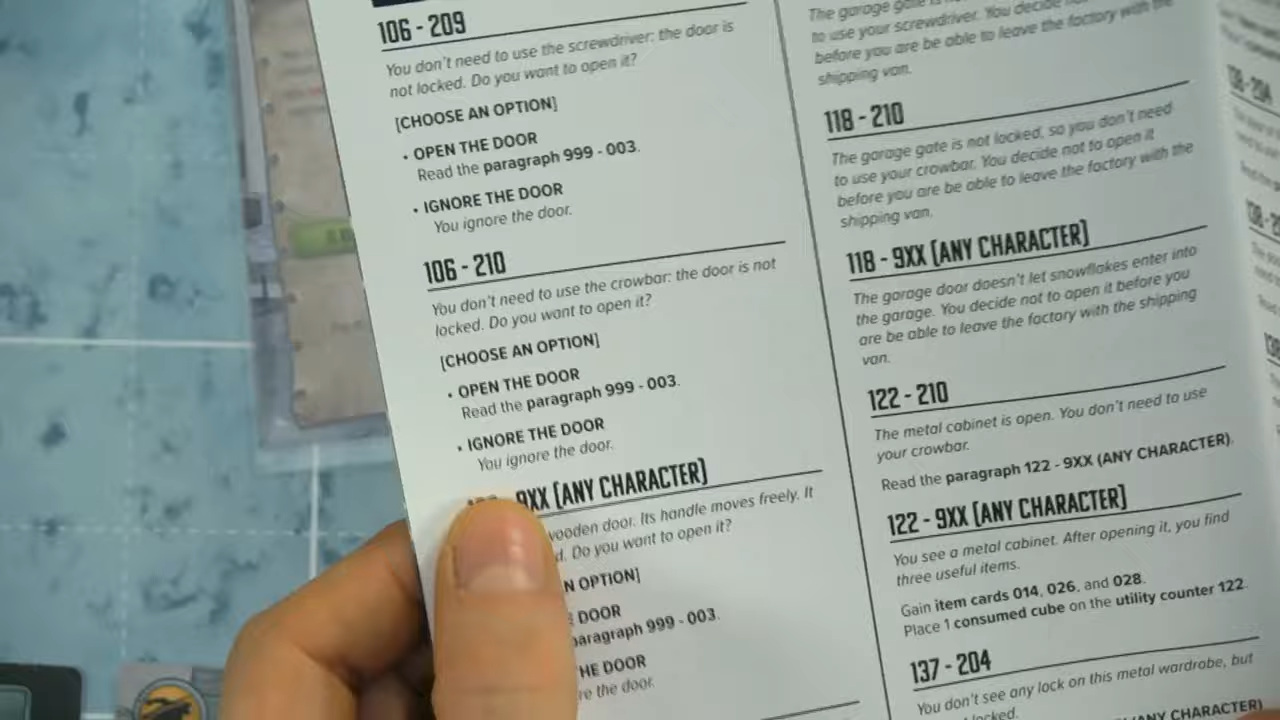 106 - 209
You don't need to use the screwdriver: the door is
not locked. Do you want to open it?
[CHOOSE AN OPTION]
• OPEN THE DOOR
Read the paragraph 999 - 003.
• IGNORE THE DOOR
You ignore the door.
106 - 210
You don't need to use the crowbar: the door is not
locked. Do you want to open it?
[CHOOSE AN OPTION]
• OPEN THE DOOR
Read the paragraph 999 - 003.
• IGNORE THE DOOR
You ignore the door.
9XX [ANY CHARACTER]
wooden door. Its handle moves freely. It
Do you want to open it?
OPTION]
DOOR
paragraph 999 - 003.
THE DOOR
the door.
The garage gate is
to use your screwdriver. You decide
before you are be able to leave the factory with the
shipping van.
118 - 210
The garage gate is not locked, so you don't need
to use your crowbar. You decide not to open it
before you are be able to leave the factory with the
shipping van.
118 - 9XX [ANY CHARACTER]
The garage door doesn't let snowflakes enter into
the garage. You decide not to open it before you
are be able to leave the factory with the shipping
van.
122 - 210
The metal cabinet is open. You don't need to use
your crowbar.
Read the paragraph 122 - 9XX (ANY CHARACTER).
122 - 9XX [ANY CHARACTER]
You see a metal cabinet. After opening it, you find
three useful items.
Gain item cards 014, 026, and 028.
Place 1 consumed cube on the utility counter 122.
137 - 204
You don't see any lock on this metal wardrobe, but
locked.
(ANY CHARACTER)